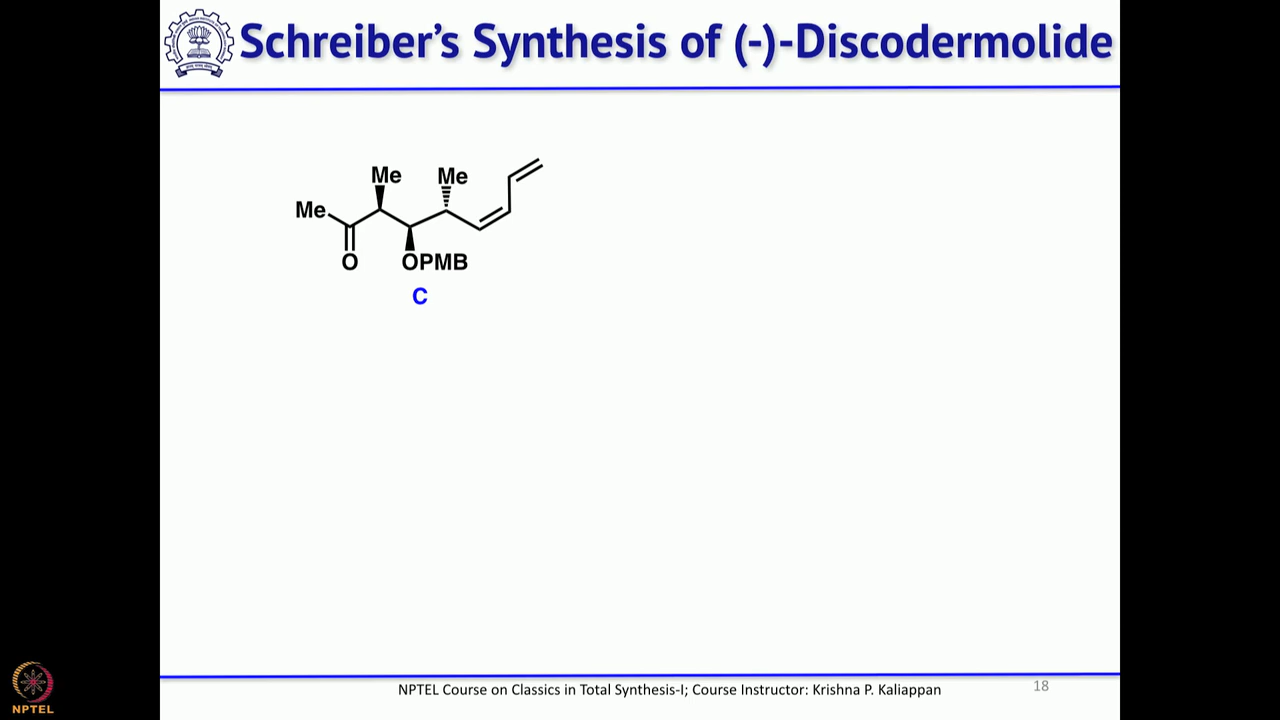 Schreiber's Synthesis of (-)-Discodermolide
Me Me
Me
O OPMB
C
NPTEL Course on Classics in Total Synthesis-I; Course Instructor: Krishna P. Kaliappan
18
NPTEL